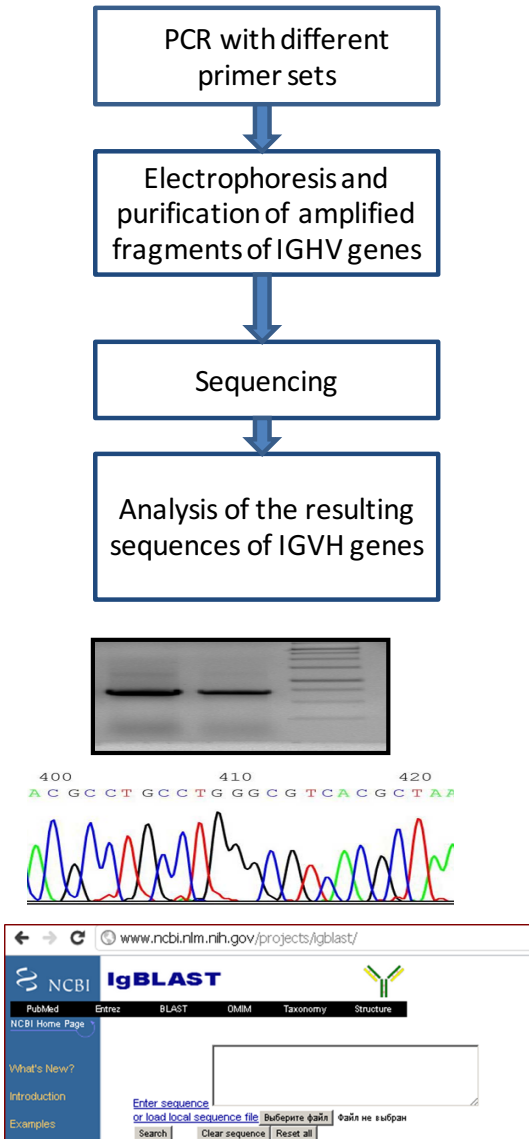 PCR with different
primer sets
Electrophoresis and
purification of amplified
fragments of IGHV genes
Sequencing
Analysis of the resulting
sequences of IGVH genes
400 410 420
A C G C C T G C C T G G G C G T C A C G C T A A
www.ncbi.nlm.nih.gov/projects/igblast/
NCBI IgBLAST
PubMed Entrez BLAST OMIM Taxonomy Structure
NCBI Home Page
What's New?
Introduction
Enter sequence
or load local sequence file Выберите файл Файл не выбран
Examples
Search Clear sequence Reset all